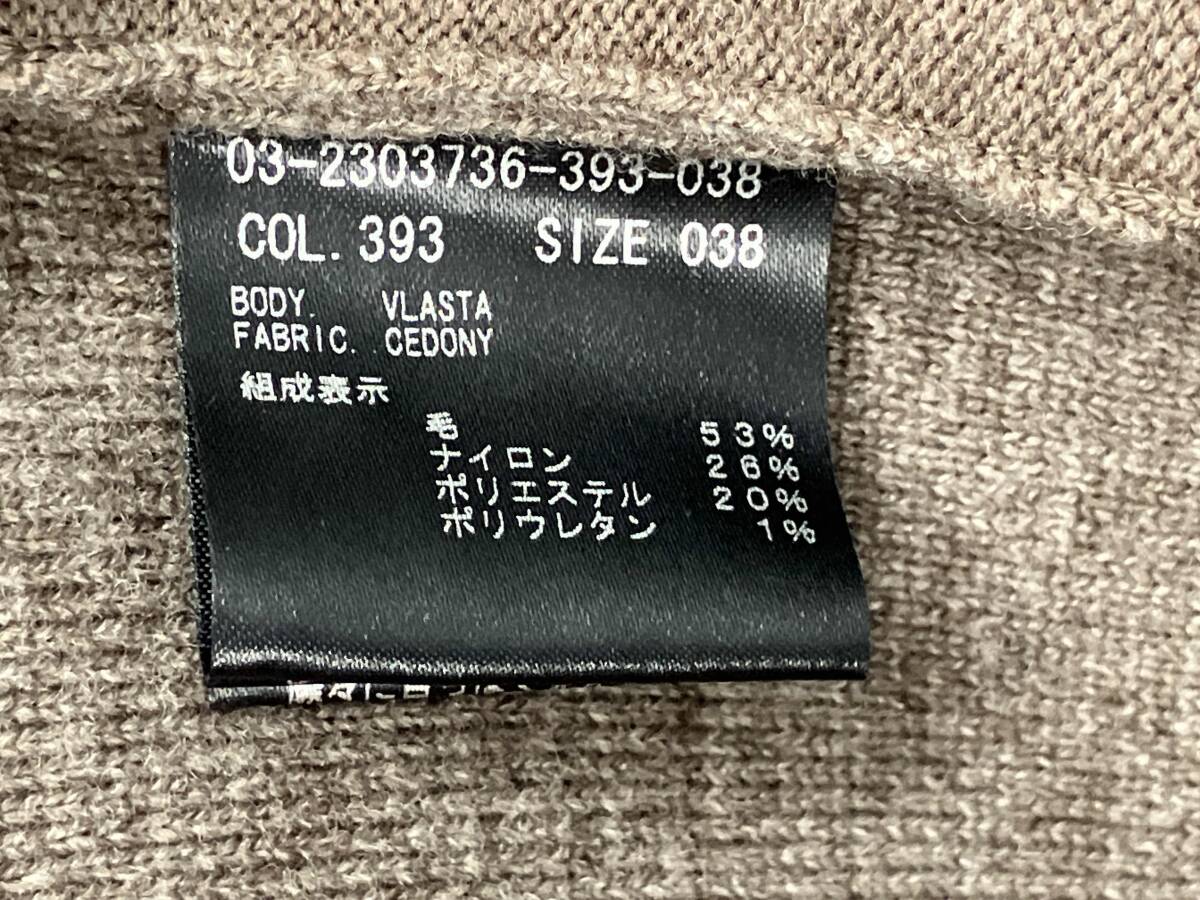 03-2303736-393-038
COL. 393 SIZE 038
BODY. VLASTA
FABRIC. CEDONY
組成表示
毛 53%
ナイロン 26%
ポリエステル 20%
ポリウレタン 1%